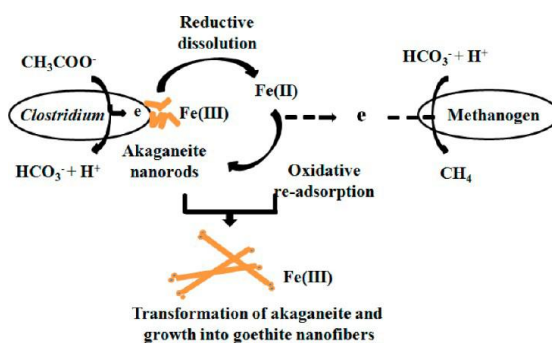 Reductive
dissolution
CH₃COO⁻
HCO₃⁻+ H⁺
Fe(II)
Clostridium
e
Fe(III)
e
Methanogen
HCO₃⁻+ H⁺
Akaganeite
nanorods
Oxidative
re-adsorption
CH₄
Fe(III)
Transformation of akaganeite and
growth into goethite nanofibers